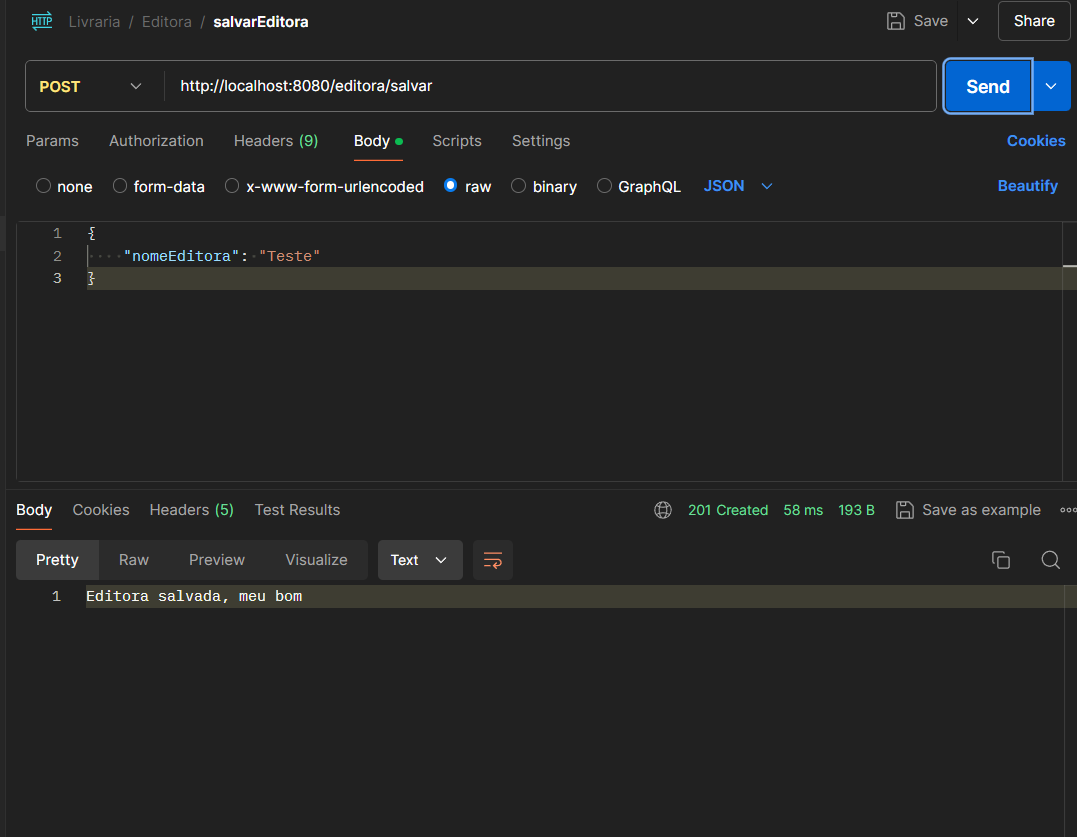 HTTP Livraria / Editora / salvarEditora Save Share
POST http://localhost:8080/editora/salvar Send
Params Authorization Headers (9) Body Scripts Settings Cookies
none form-data x-www-form-urlencoded raw binary GraphQL JSON Beautify
1 {
2 ····"nomeEditora":·"Teste"
3 }
Body Cookies Headers (5) Test Results 201 Created 58 ms 193 B Save as example
Pretty Raw Preview Visualize Text
1 Editora salvada, meu bom